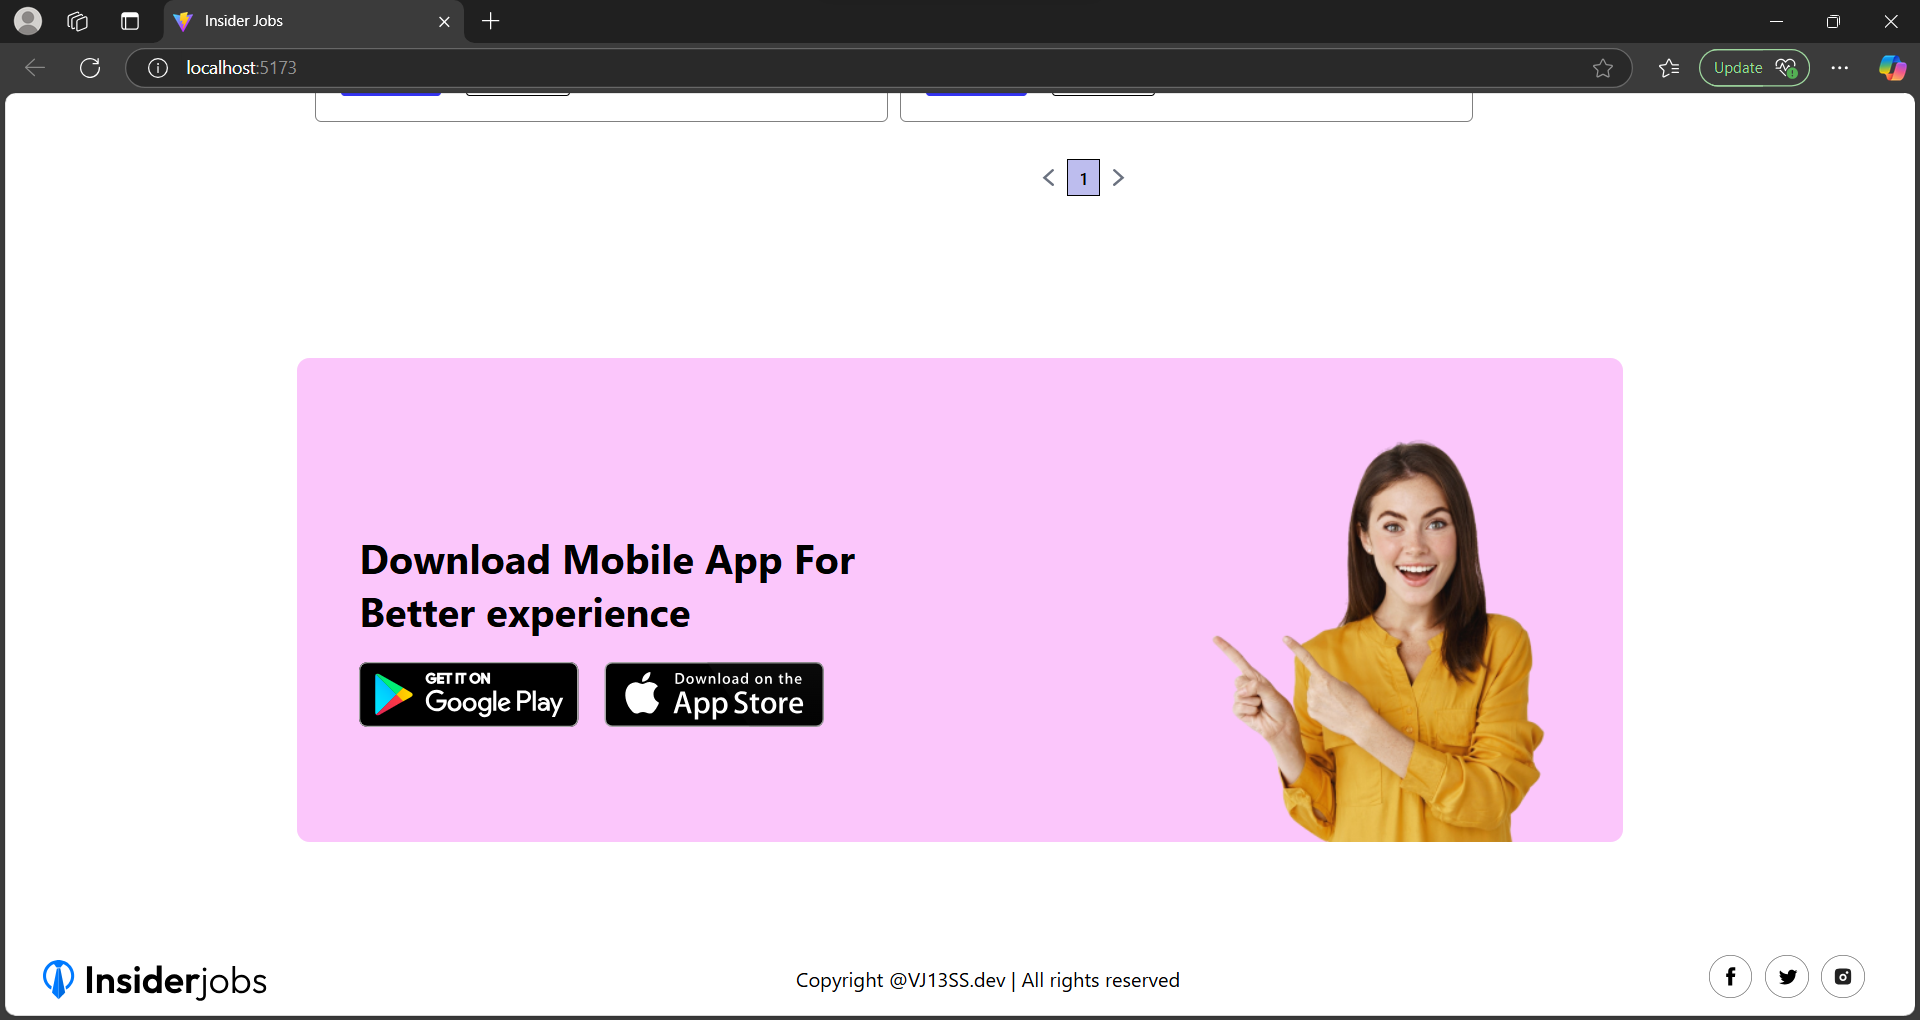 Insider Jobs
localhost:5173
Update
1
Download Mobile App For
Better experience
GET IT ON
Google Play
Download on the
App Store
Insiderjobs
Copyright @VJ13SS.dev | All rights reserved